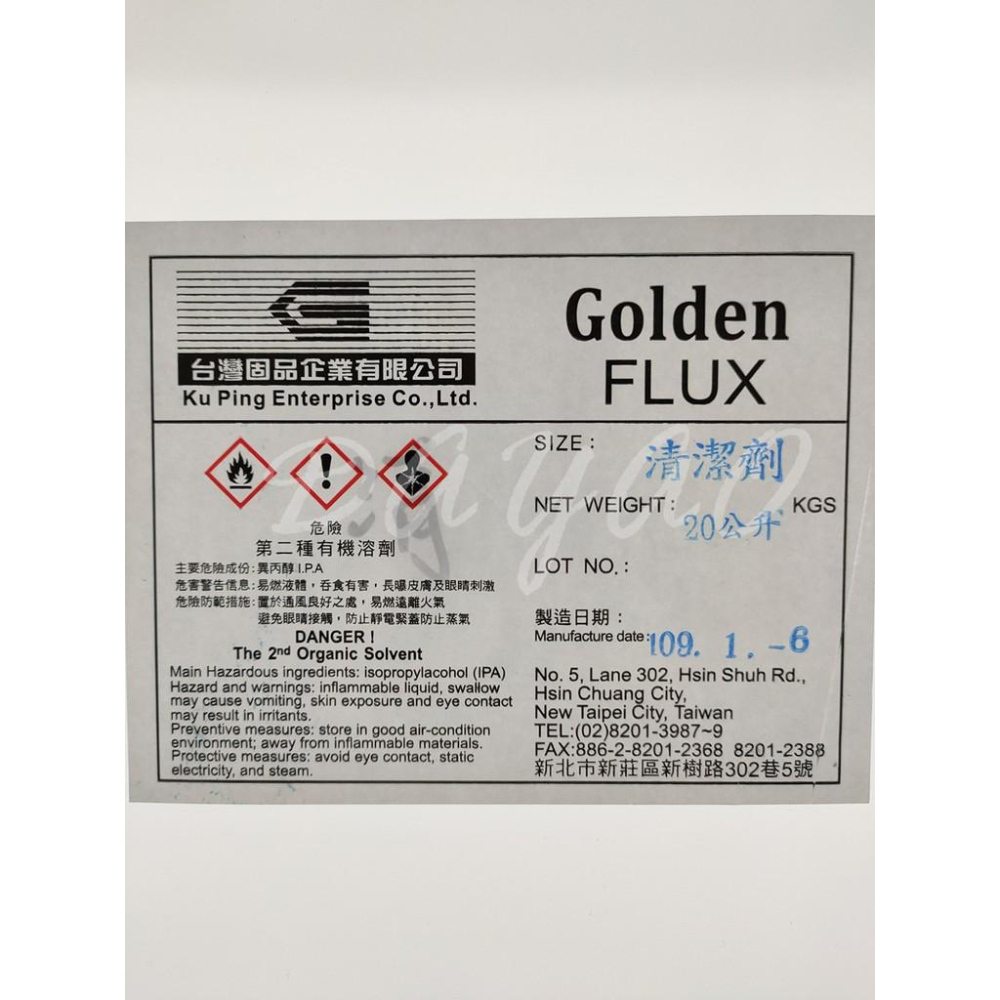 台灣固品企業有限公司
Ku Ping Enterprise Co.,Ltd.
Golden
FLUX
危險
第二種有機溶劑
主要危險成份：異丙醇 I.P.A
危害警告信息：易燃液體，吞食有害，長曝皮膚及眼睛刺激
危險防範措施：置於通風良好之處，易燃遠離火氣
避免眼睛接觸，防止靜電緊蓋防止蒸氣
DANGER !
The 2nd Organic Solvent
Main Hazardous ingredients: isopropylacohol (IPA)
Hazard and warnings: inflammable liquid, swallow
may cause vomiting, skin exposure and eye contact
may result in irritants.
Preventive measures: store in good air-condition
environment; away from inflammable materials.
Protective measures: avoid eye contact, static
electricity, and steam.
SIZE : 清潔劑
NET WEIGHT : 20公升 KGS
LOT NO. :
製造日期：
Manufacture date: 109. 1. -6
No. 5, Lane 302, Hsin Shuh Rd.,
Hsin Chuang City,
New Taipei City, Taiwan
TEL:(02)8201-3987~9
FAX:886-2-8201-2368 8201-2388
新北市新莊區新樹路302巷5號